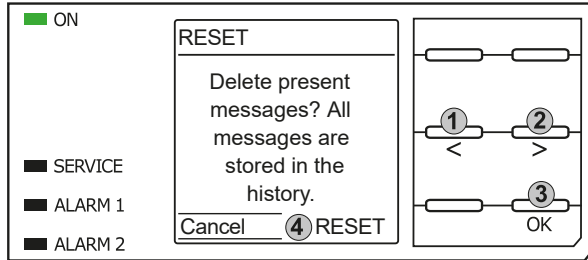 ON
RESET
Delete present
messages? All
messages are
stored in the
history.
Cancel 4 RESET
SERVICE
ALARM 1
ALARM 2
1 2
< >
3
OK